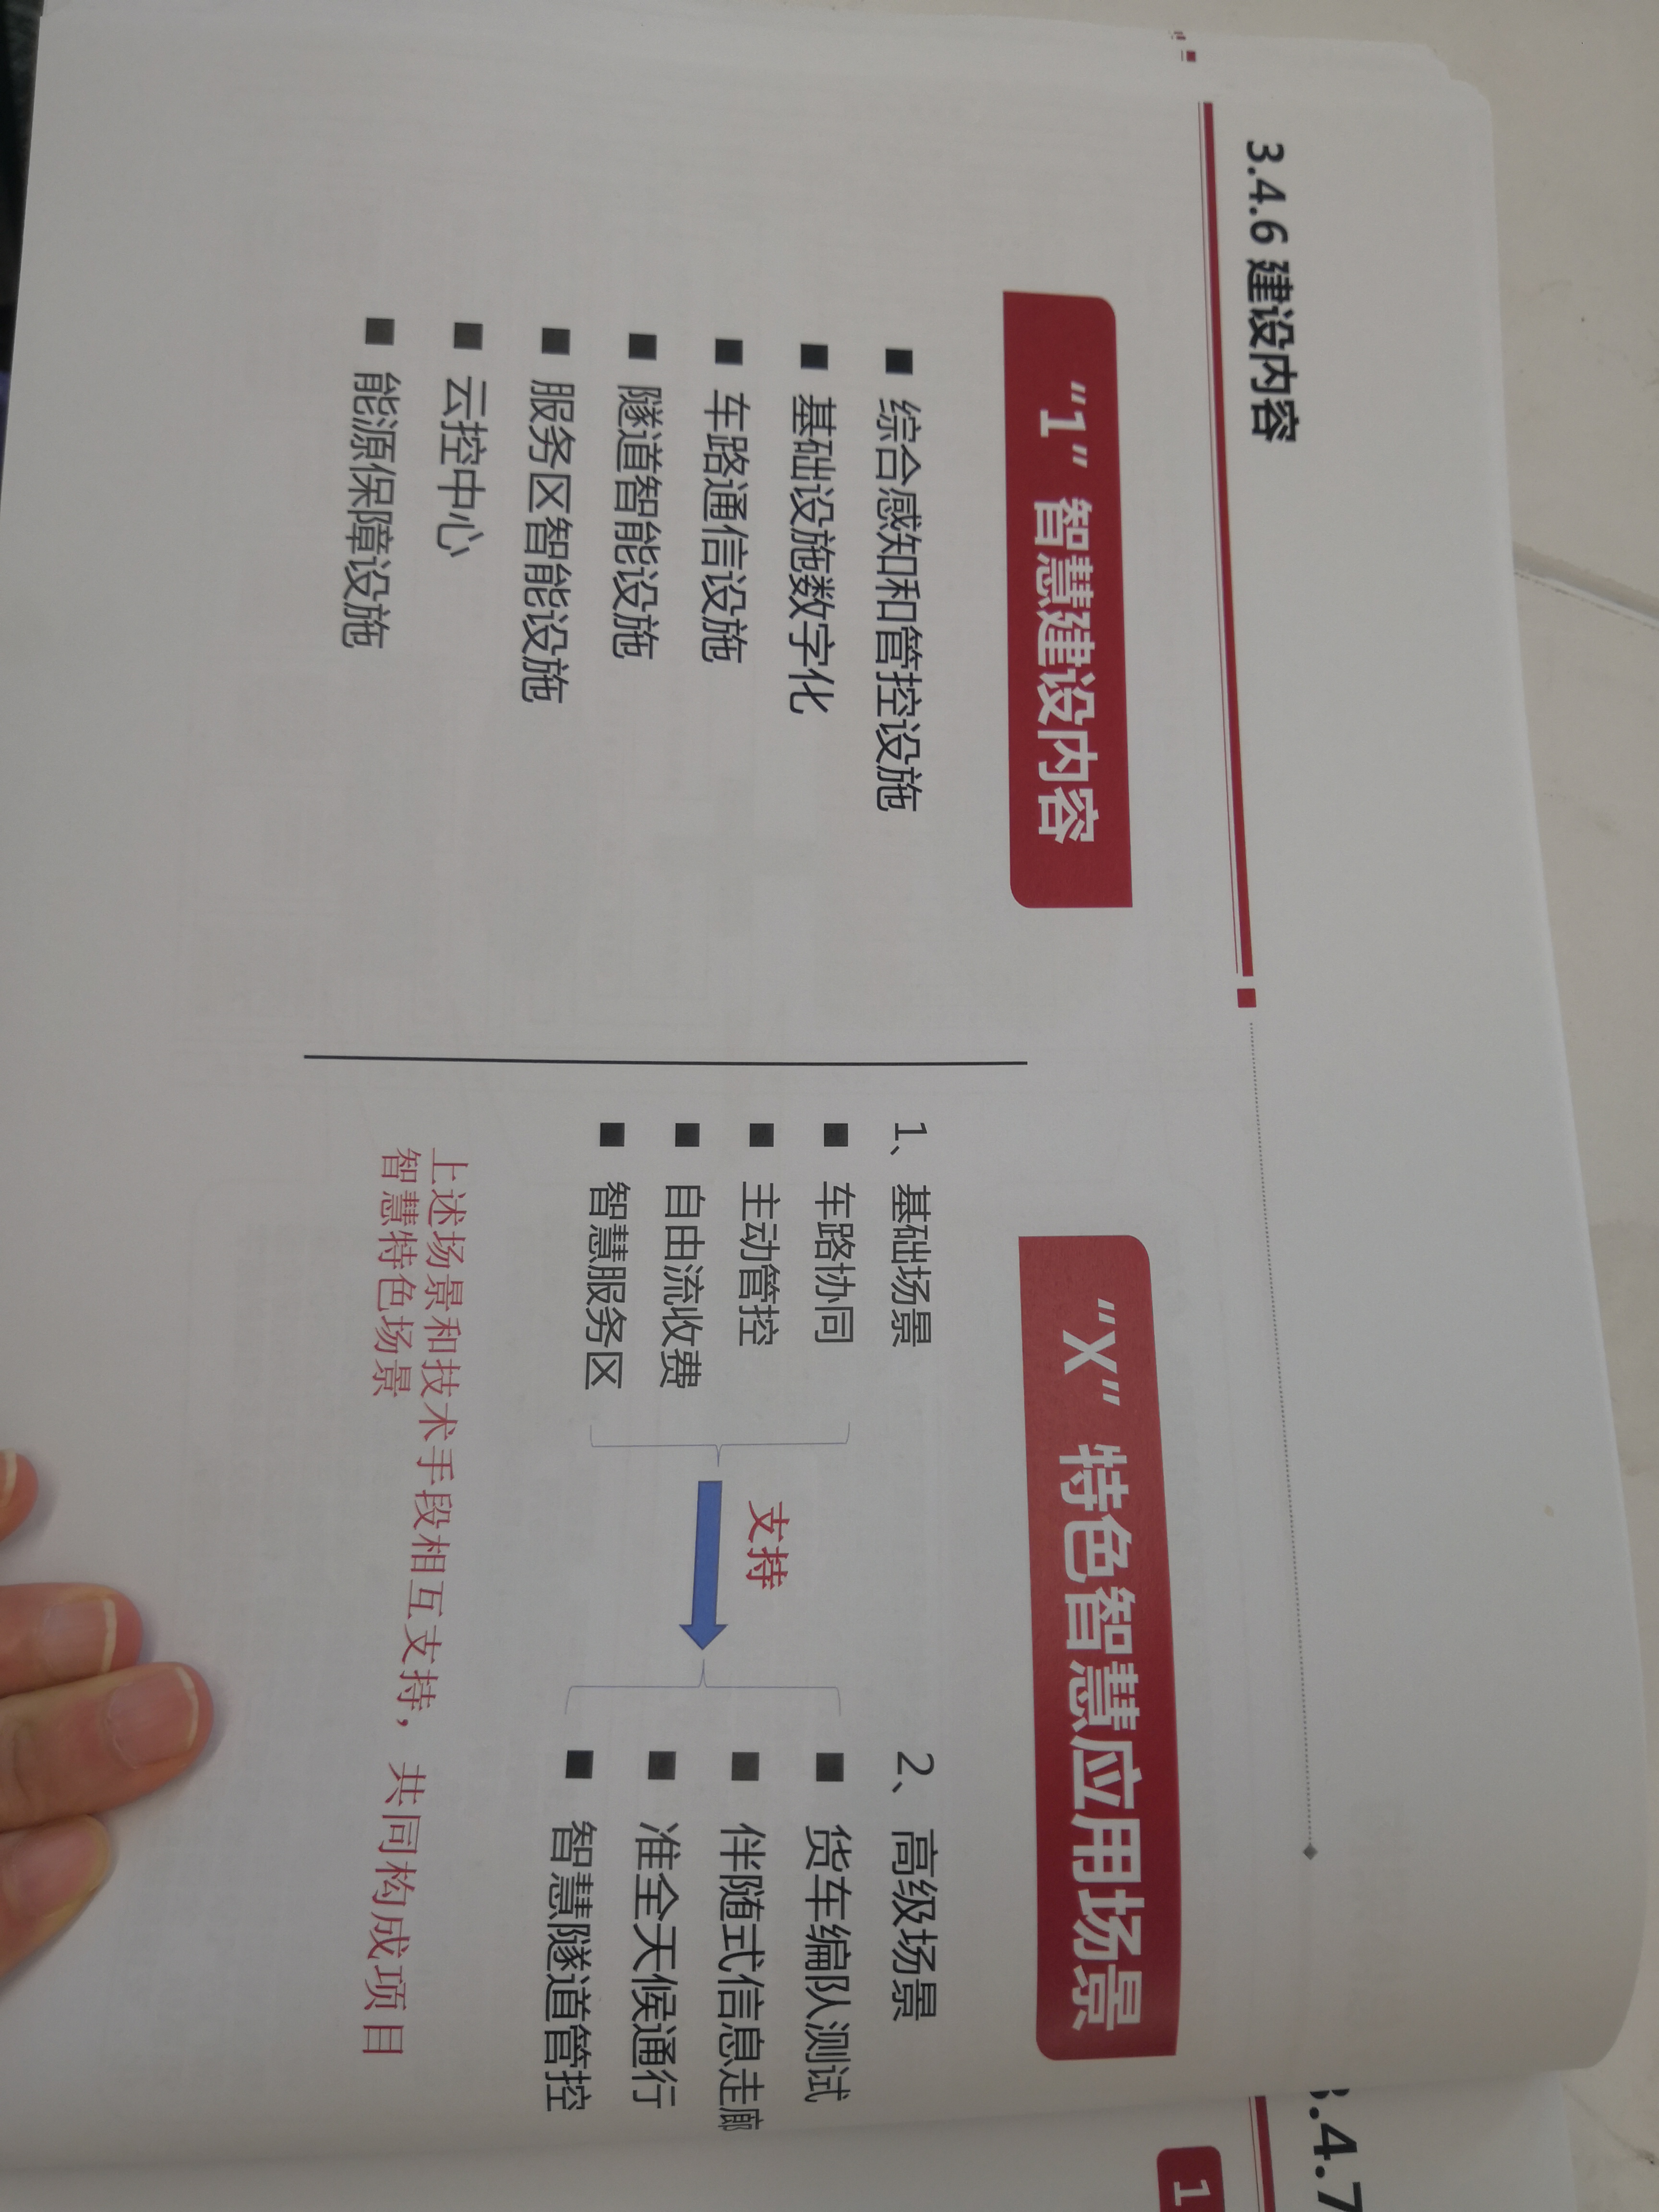 3.4.6 建设内容
“1”智慧建设内容
■ 综合感知和管控设施
■ 基础设施数字化
■ 车路通信设施
■ 隧道智能设施
■ 服务区智能设施
■ 云控中心
■ 能源保障设施
“X”特色智慧应用场景
1、基础场景
■ 车路协同
■ 主动管控
■ 自由流收费
■ 智慧服务区
支持
2、高级场景
■ 货车编队测试
■ 伴随式信息走廊
■ 准全天候通行
■ 智慧隧道管控
上述场景和技术手段相互支持，共同构成项目
智慧特色场景
3.4.7
1